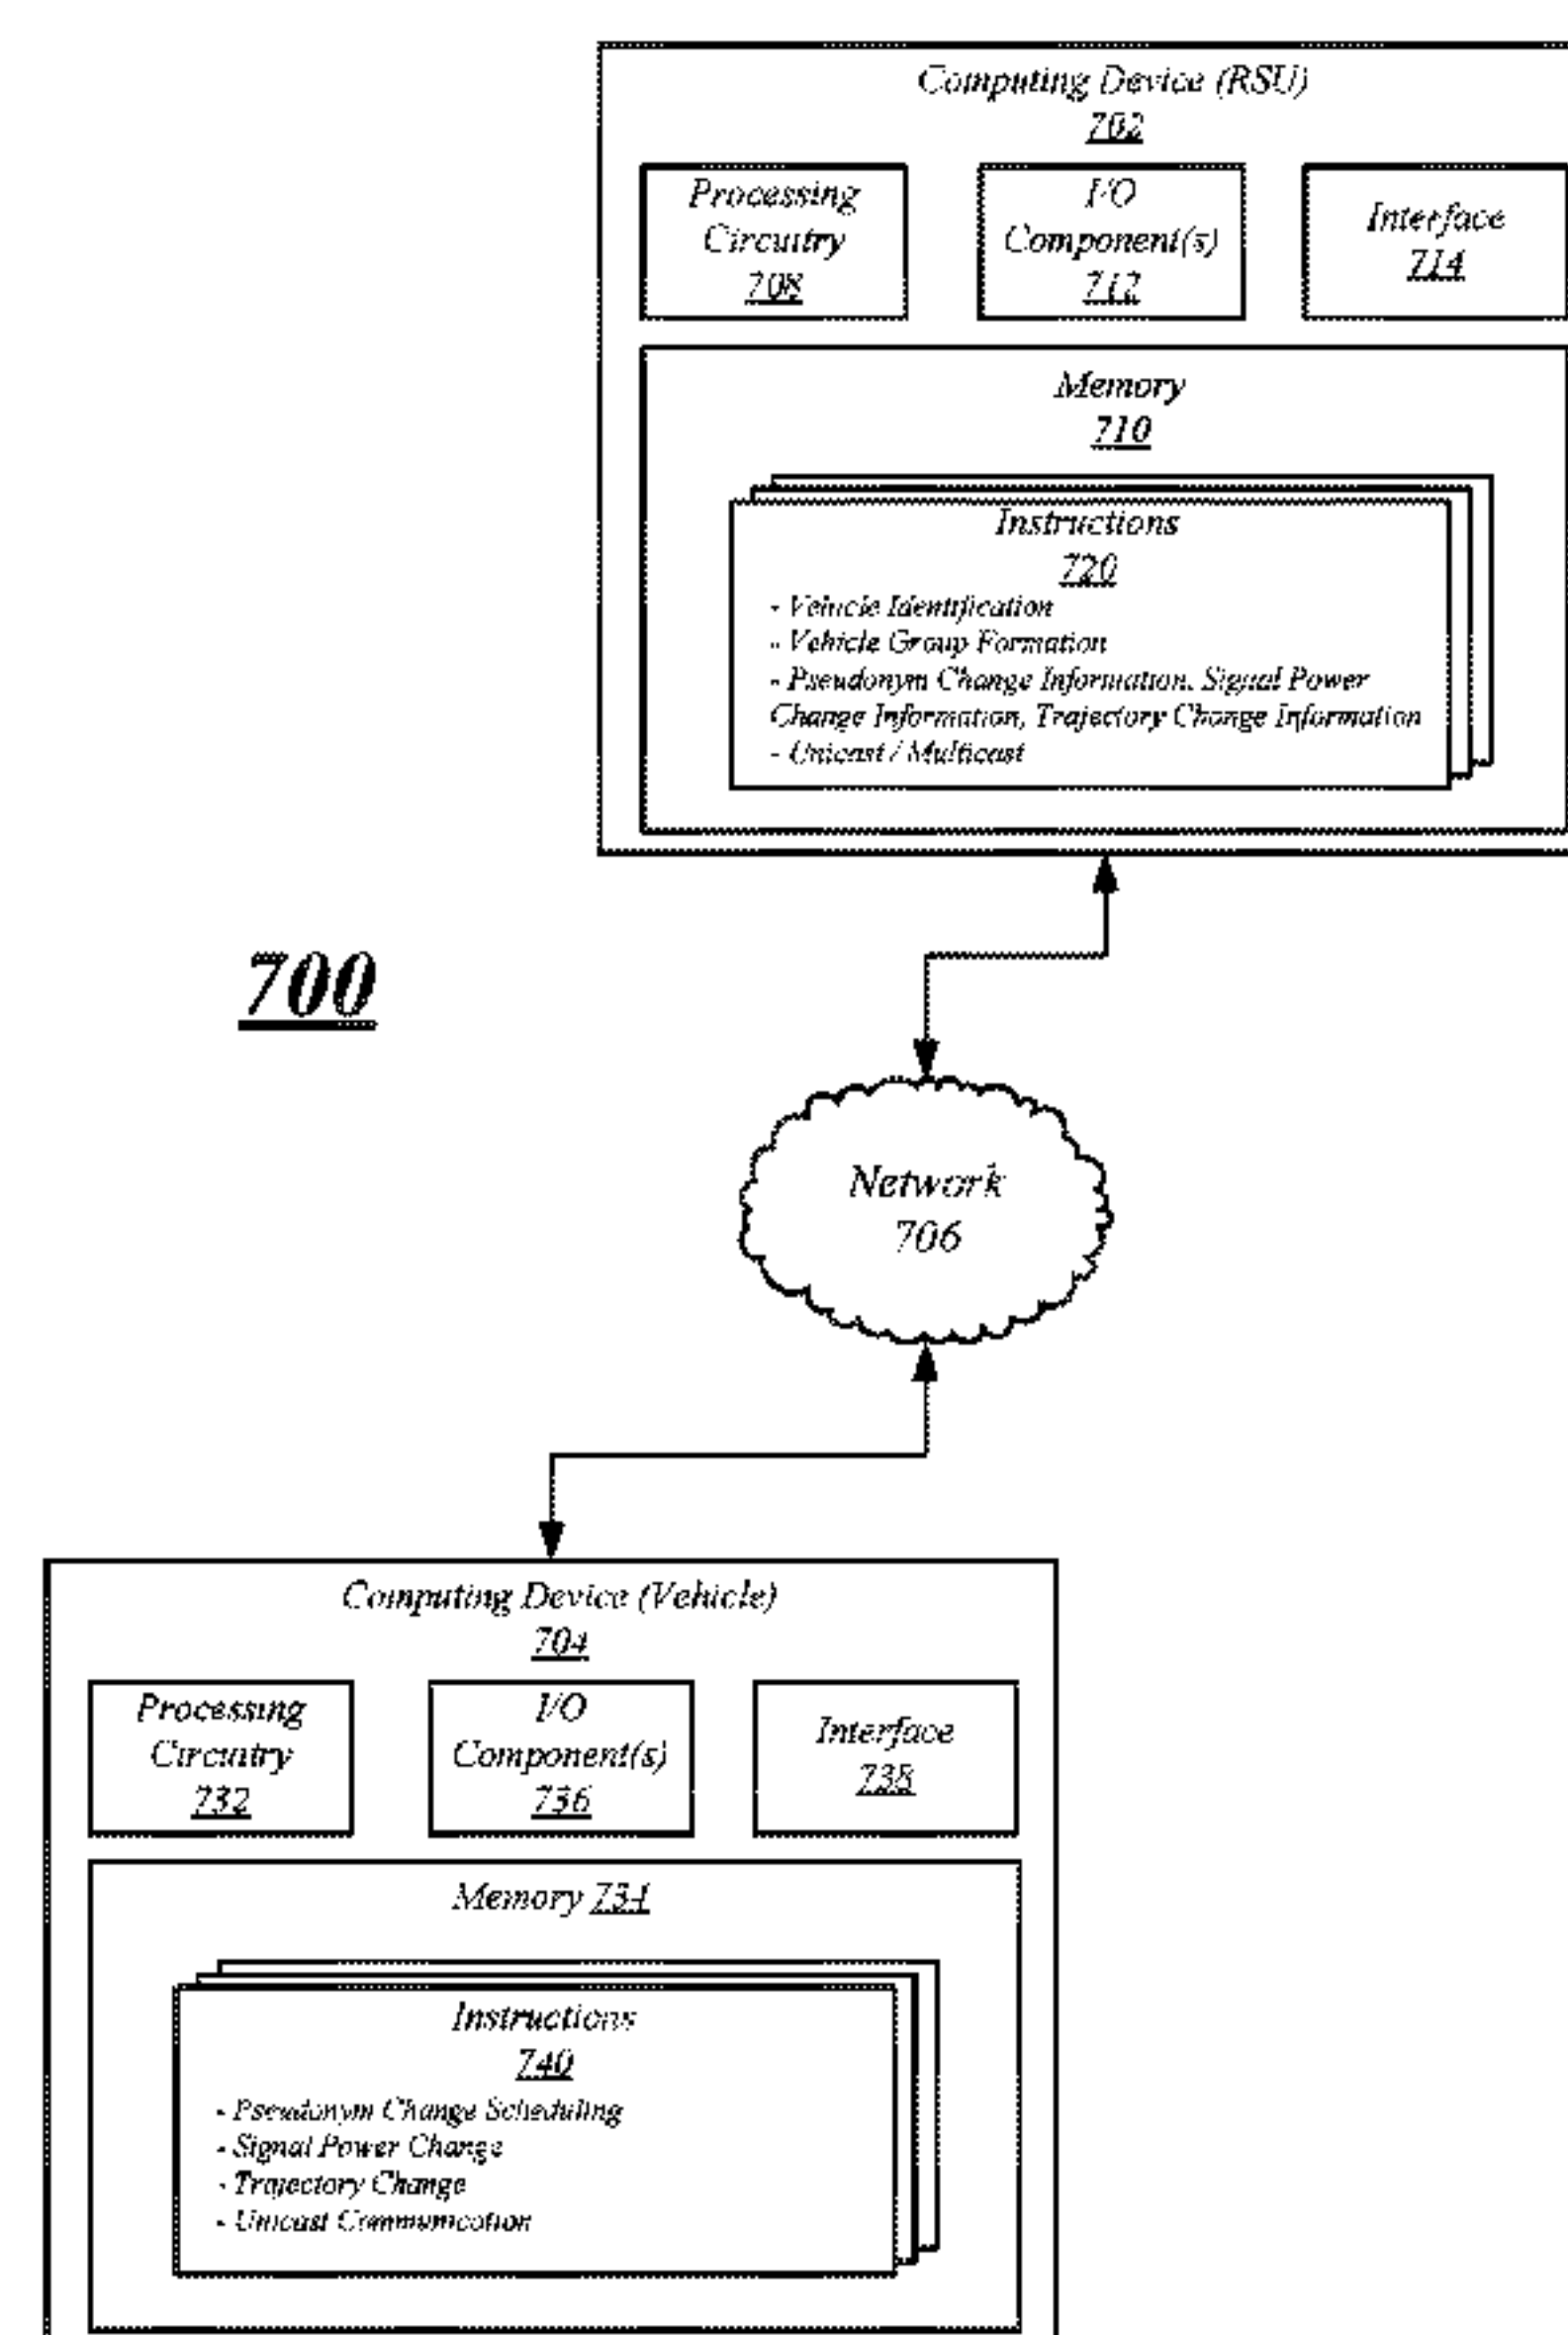 Computing Device (RSU)
702
Processing
Circuitry
708
I/O
Component(s)
712
Interface
714
Memory
710
Instructions
720
- Vehicle Identification
- Vehicle Group Formation
- Pseudonym Change Information, Signal Power
Change Information, Trajectory Change Information
- Unicast / Multicast
700
Network
706
Computing Device (Vehicle)
704
Processing
Circuitry
732
I/O
Component(s)
736
Interface
738
Memory 734
Instructions
740
- Pseudonym Change Scheduling
- Signal Power Change
- Trajectory Change
- Unicast Communication